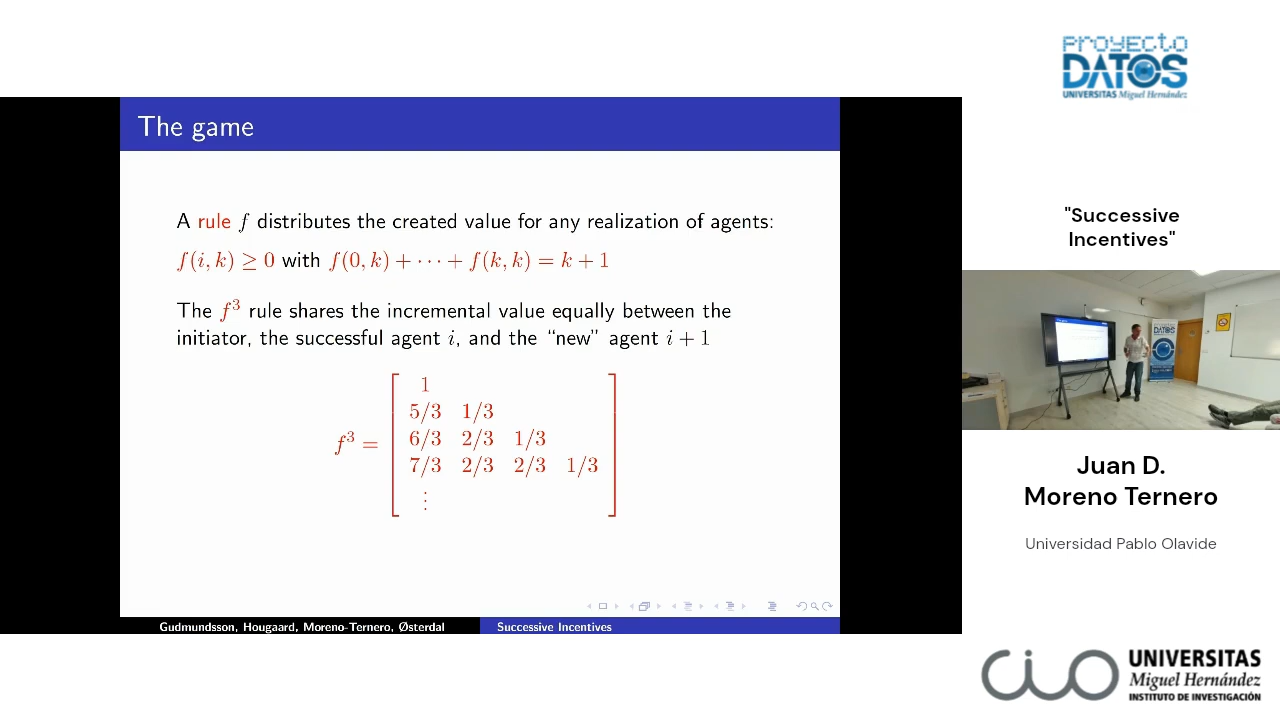 The game
A rule f distributes the created value for any realization of agents:
f(i, k) ≥ 0 with f(0, k) + ··· + f(k, k) = k + 1
The f³ rule shares the incremental value equally between the
initiator, the successful agent i, and the “new” agent i + 1
f³ =
1
5/3 1/3
6/3 2/3 1/3
7/3 2/3 2/3 1/3
⋮
Gudmundsson, Hougaard, Moreno-Ternero, Østerdal
Successive Incentives
PROYECTO
DATOS
UNIVERSITAS Miguel Hernández
"Successive
Incentives"
DATOS
Juan D.
Moreno Ternero
Universidad Pablo Olavide
CIO
UNIVERSITAS
Miguel Hernández
INSTITUTO DE INVESTIGACIÓN